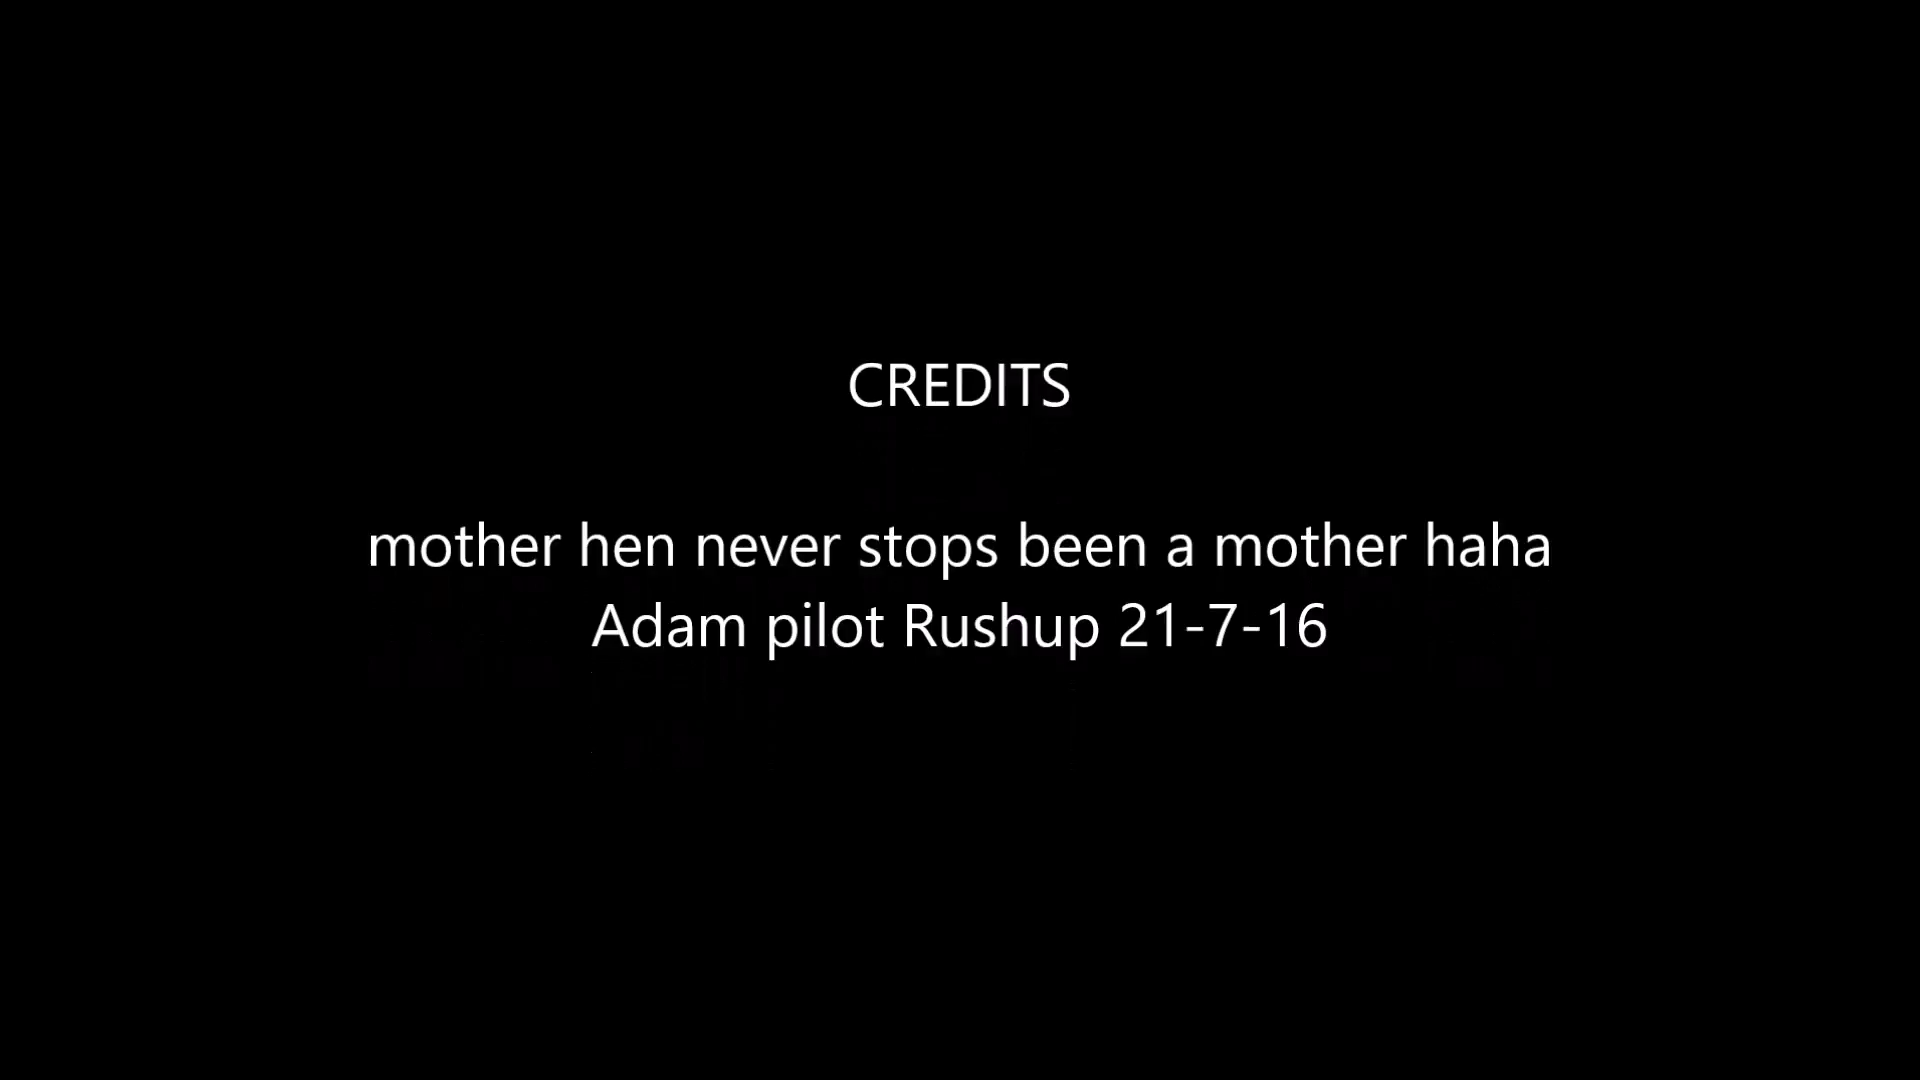 CREDITS
mother hen never stops been a mother haha
Adam pilot Rushup 21-7-16